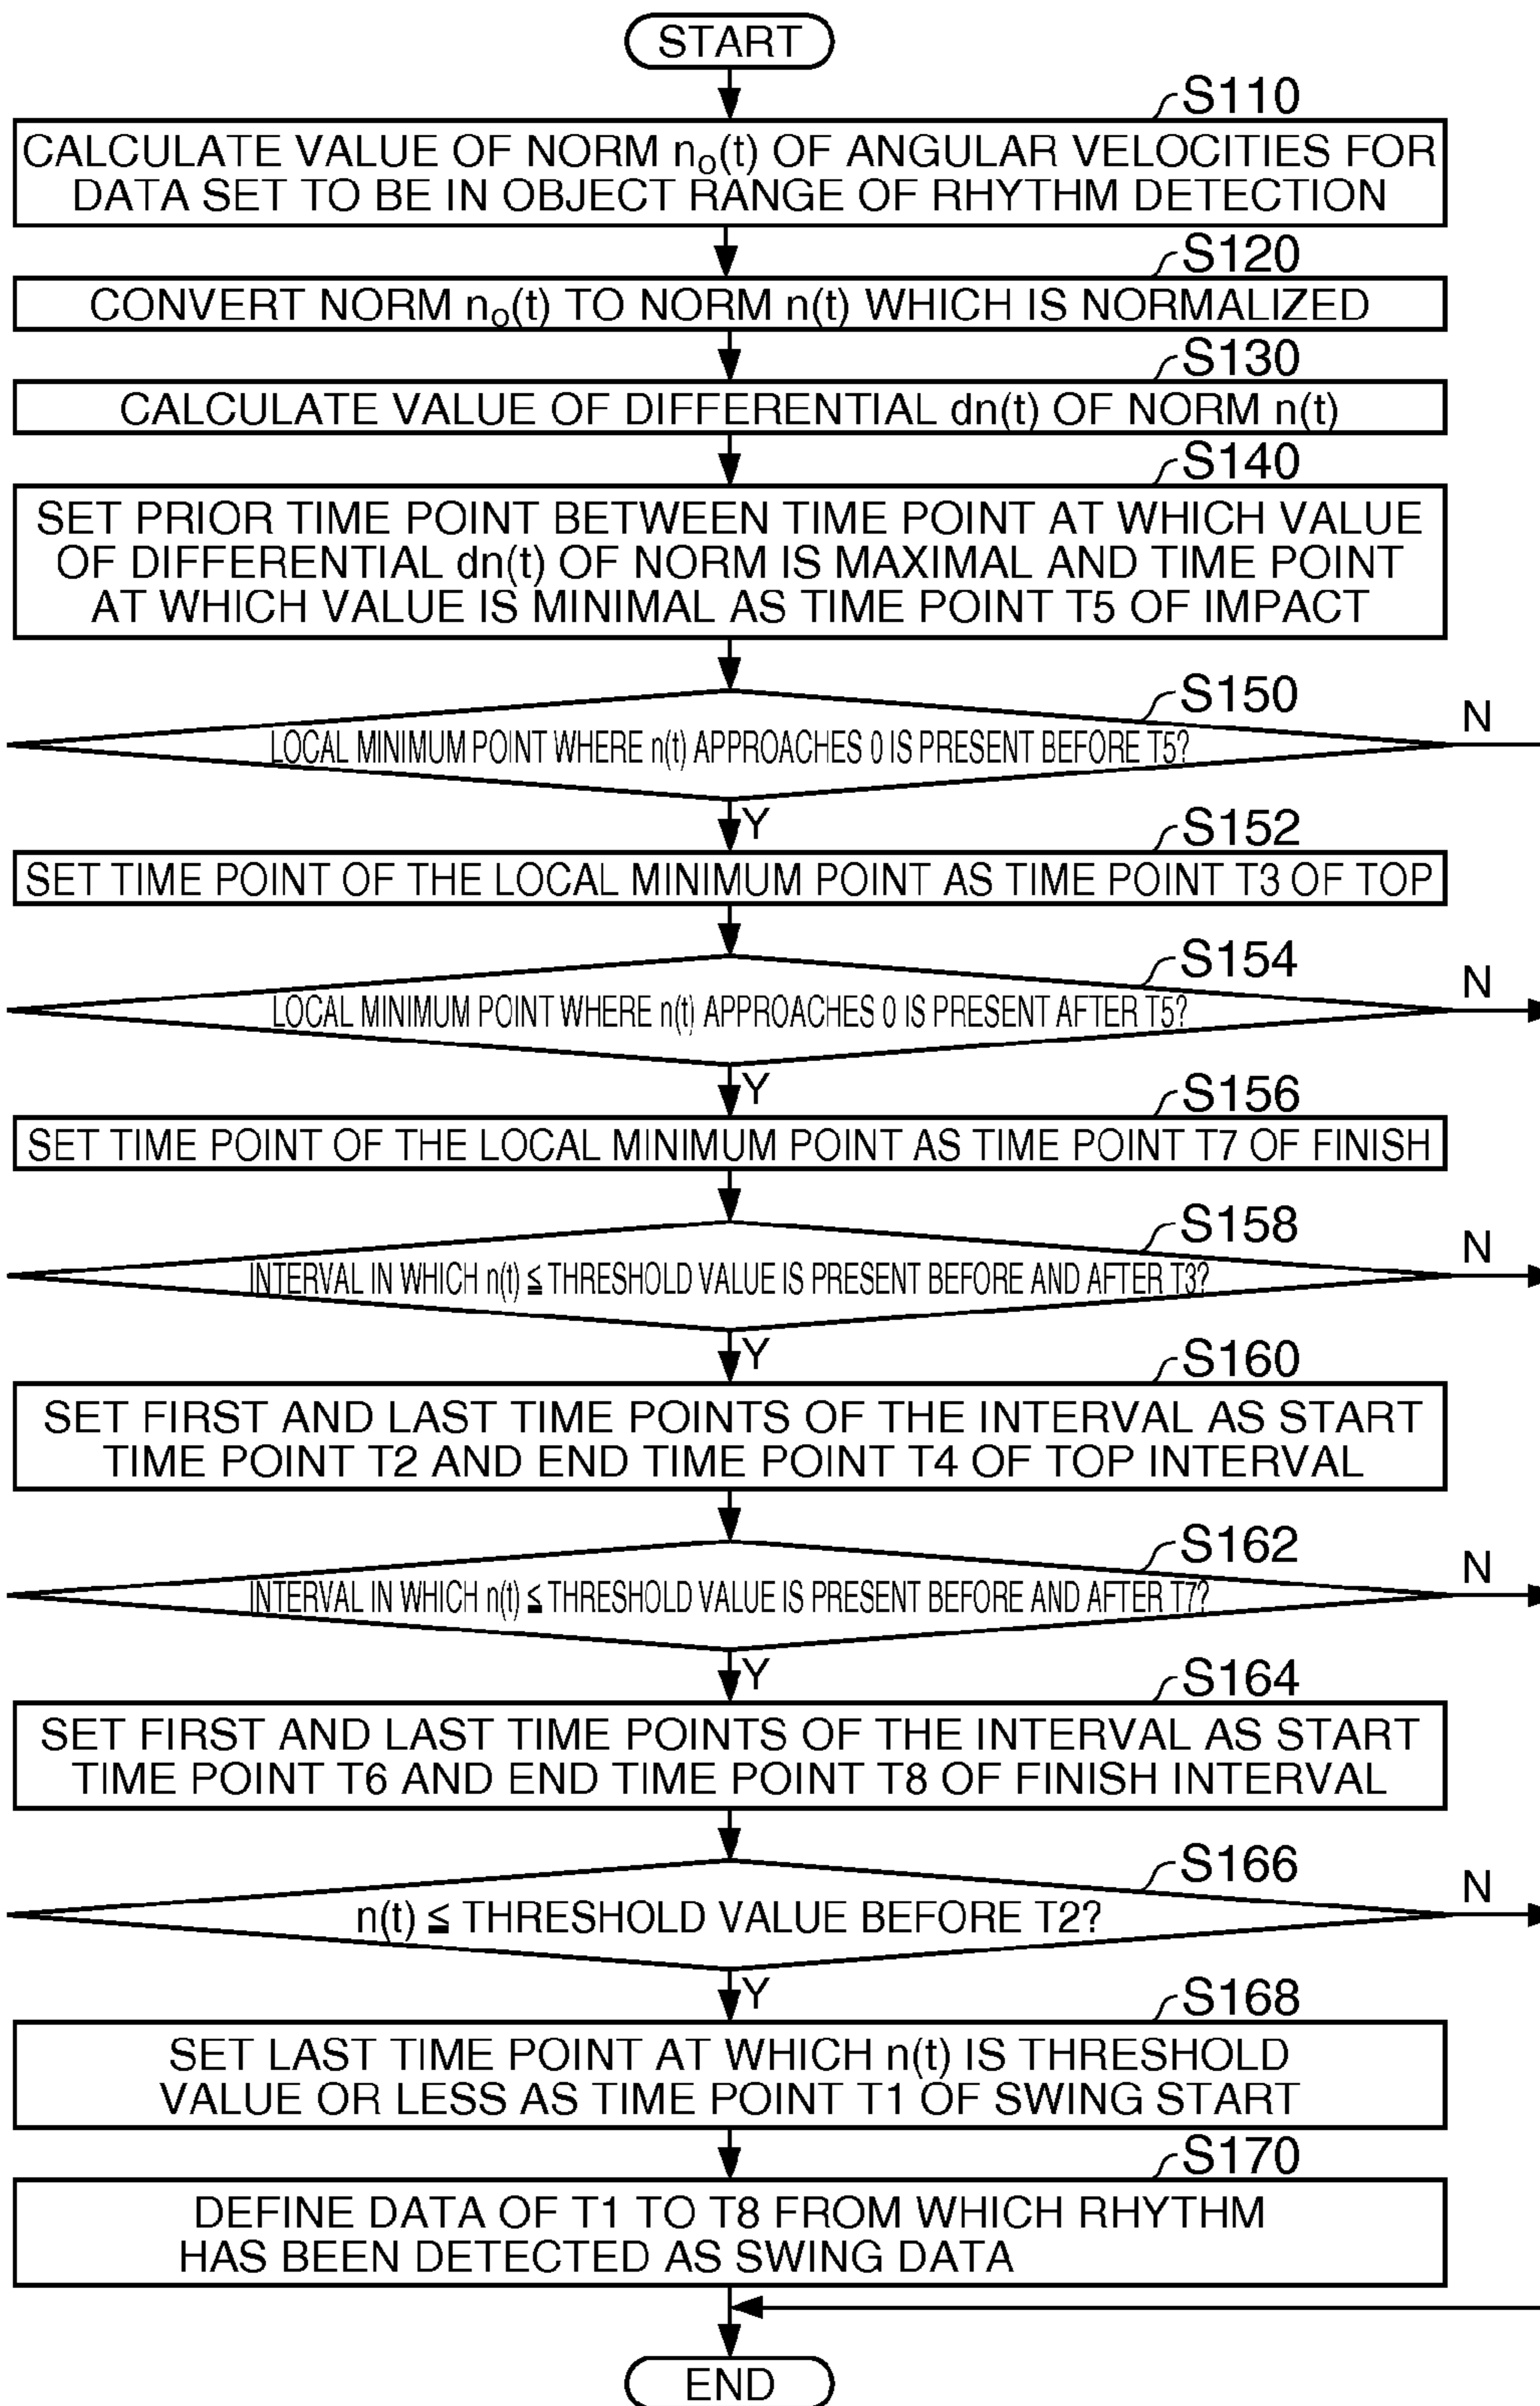 START
S110
CALCULATE VALUE OF NORM n₀(t) OF ANGULAR VELOCITIES FOR
DATA SET TO BE IN OBJECT RANGE OF RHYTHM DETECTION
S120
CONVERT NORM n₀(t) TO NORM n(t) WHICH IS NORMALIZED
S130
CALCULATE VALUE OF DIFFERENTIAL dn(t) OF NORM n(t)
S140
SET PRIOR TIME POINT BETWEEN TIME POINT AT WHICH VALUE
OF DIFFERENTIAL dn(t) OF NORM IS MAXIMAL AND TIME POINT
AT WHICH VALUE IS MINIMAL AS TIME POINT T5 OF IMPACT
S150
N
LOCAL MINIMUM POINT WHERE n(t) APPROACHES 0 IS PRESENT BEFORE T5?
Y
S152
SET TIME POINT OF THE LOCAL MINIMUM POINT AS TIME POINT T3 OF TOP
S154
N
LOCAL MINIMUM POINT WHERE n(t) APPROACHES 0 IS PRESENT AFTER T5?
Y
S156
SET TIME POINT OF THE LOCAL MINIMUM POINT AS TIME POINT T7 OF FINISH
S158
N
INTERVAL IN WHICH n(t) ≦ THRESHOLD VALUE IS PRESENT BEFORE AND AFTER T3?
Y
S160
SET FIRST AND LAST TIME POINTS OF THE INTERVAL AS START
TIME POINT T2 AND END TIME POINT T4 OF TOP INTERVAL
S162
N
INTERVAL IN WHICH n(t) ≦ THRESHOLD VALUE IS PRESENT BEFORE AND AFTER T7?
Y
S164
SET FIRST AND LAST TIME POINTS OF THE INTERVAL AS START
TIME POINT T6 AND END TIME POINT T8 OF FINISH INTERVAL
S166
N
n(t) ≦ THRESHOLD VALUE BEFORE T2?
Y
S168
SET LAST TIME POINT AT WHICH n(t) IS THRESHOLD
VALUE OR LESS AS TIME POINT T1 OF SWING START
S170
DEFINE DATA OF T1 TO T8 FROM WHICH RHYTHM
HAS BEEN DETECTED AS SWING DATA
END